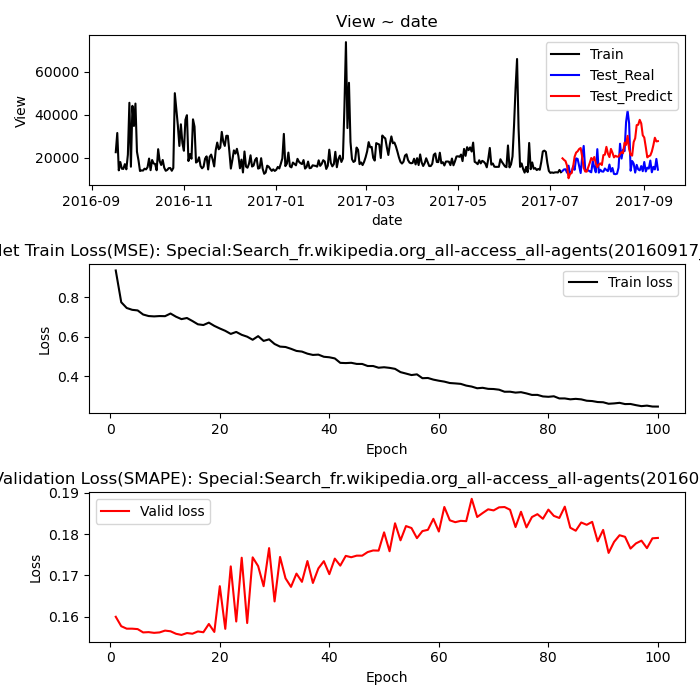 View ~ date
60000
40000
20000
View
Train
Test_Real
Test_Predict
2016-09 2016-11 2017-01 2017-03 2017-05 2017-07 2017-09
date
Net Train Loss(MSE): Special:Search_fr.wikipedia.org_all-access_all-agents(20160917_
0.8
0.6
0.4
Loss
Train loss
0 20 40 60 80 100
Epoch
Validation Loss(SMAPE): Special:Search_fr.wikipedia.org_all-access_all-agents(20160
0.19
0.18
0.17
0.16
Loss
Valid loss
0 20 40 60 80 100
Epoch